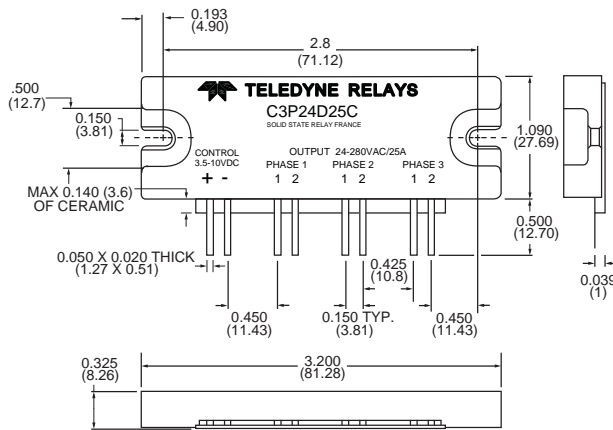 0.193
(4.90)
2.8
(71.12)
.500
(12.7)
0.150
(3.81)
TELEDYNE RELAYS
C3P24D25C
SOLID STATE RELAY FRANCE
CONTROL
3.5-10VDC
+ -
OUTPUT 24-280VAC/25A
PHASE 1 PHASE 2 PHASE 3
1 2 1 2 1 2
1.090
(27.69)
MAX 0.140 (3.6)
OF CERAMIC
0.500
(12.70)
0.050 X 0.020 THICK
(1.27 X 0.51)
0.425
(10.8)
0.039
(1)
0.450
(11.43)
0.150 TYP.
(3.81)
0.450
(11.43)
0.325
(8.26)
3.200
(81.28)